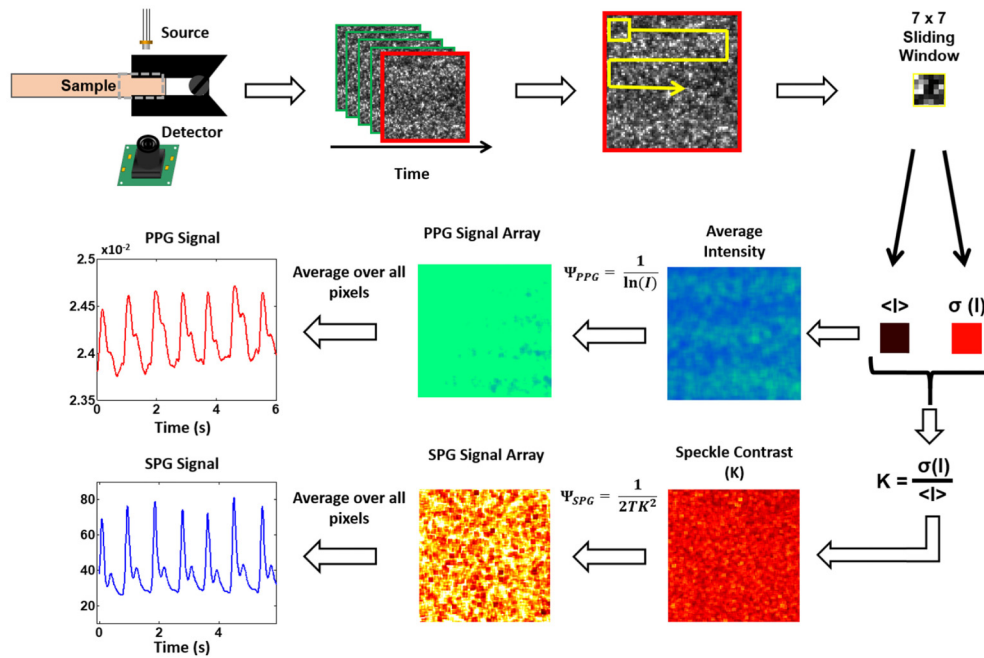 Source
Sample
Detector
Time
7 x 7
Sliding
Window
PPG Signal
x10⁻²
2.5
2.45
2.4
2.35
0 2 4 6
Time (s)
Average over all
pixels
PPG Signal Array
Ψ_PPG = 1 / ln(I)
Average
Intensity
<I> σ (I)
SPG Signal
80
60
40
20
0 2 4
Time (s)
Average over all
pixels
SPG Signal Array
Ψ_SPG = 1 / 2TK²
Speckle Contrast
(K)
K = σ(I) / <I>